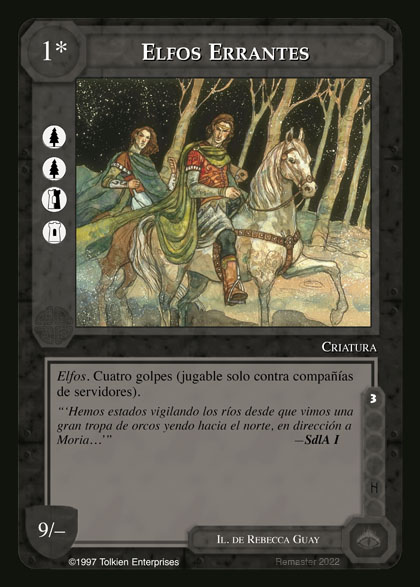 1*
ELFOS ERRANTES
CRIATURA
Elfos. Cuatro golpes (jugable solo contra compañías
de servidores).
“‘Hemos estados vigilando los ríos desde que vimos una
gran tropa de orcos yendo hacia el norte, en dirección a
Moria…’” —SdlA I
3
9/–
IL. DE REBECCA GUAY
©1997 Tolkien Enterprises
Remaster 2022